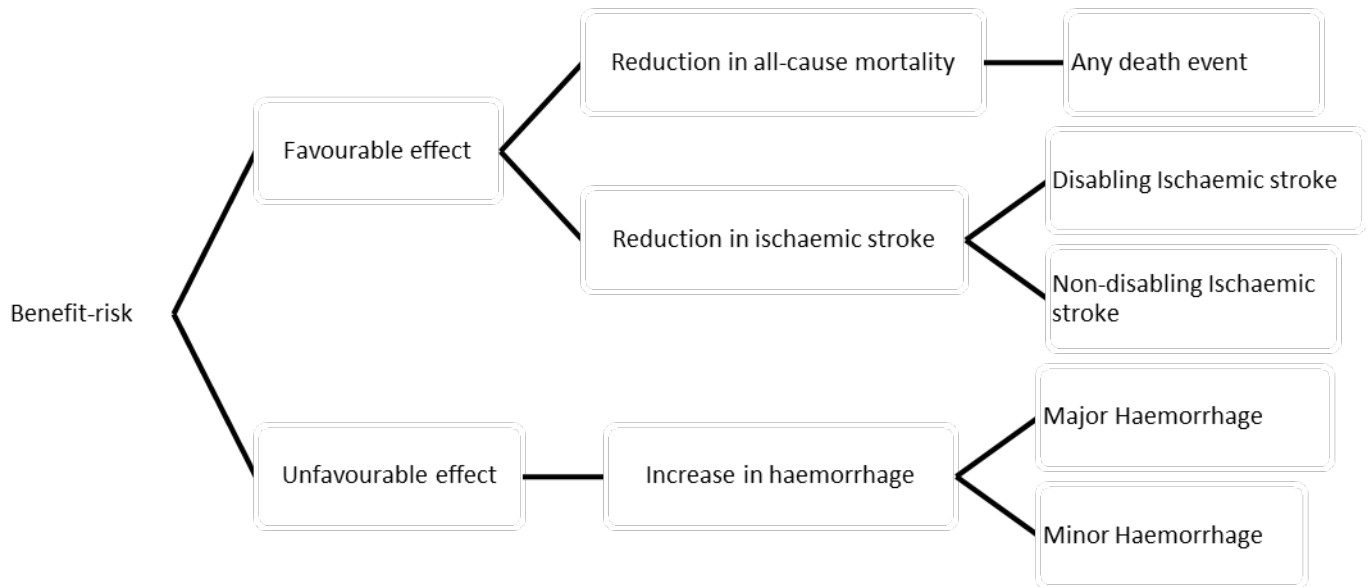 Reduction in all-cause mortality
Any death event
Favourable effect
Disabling Ischaemic stroke
Reduction in ischaemic stroke
Non-disabling Ischaemic
stroke
Benefit-risk
Major Haemorrhage
Unfavourable effect
Increase in haemorrhage
Minor Haemorrhage